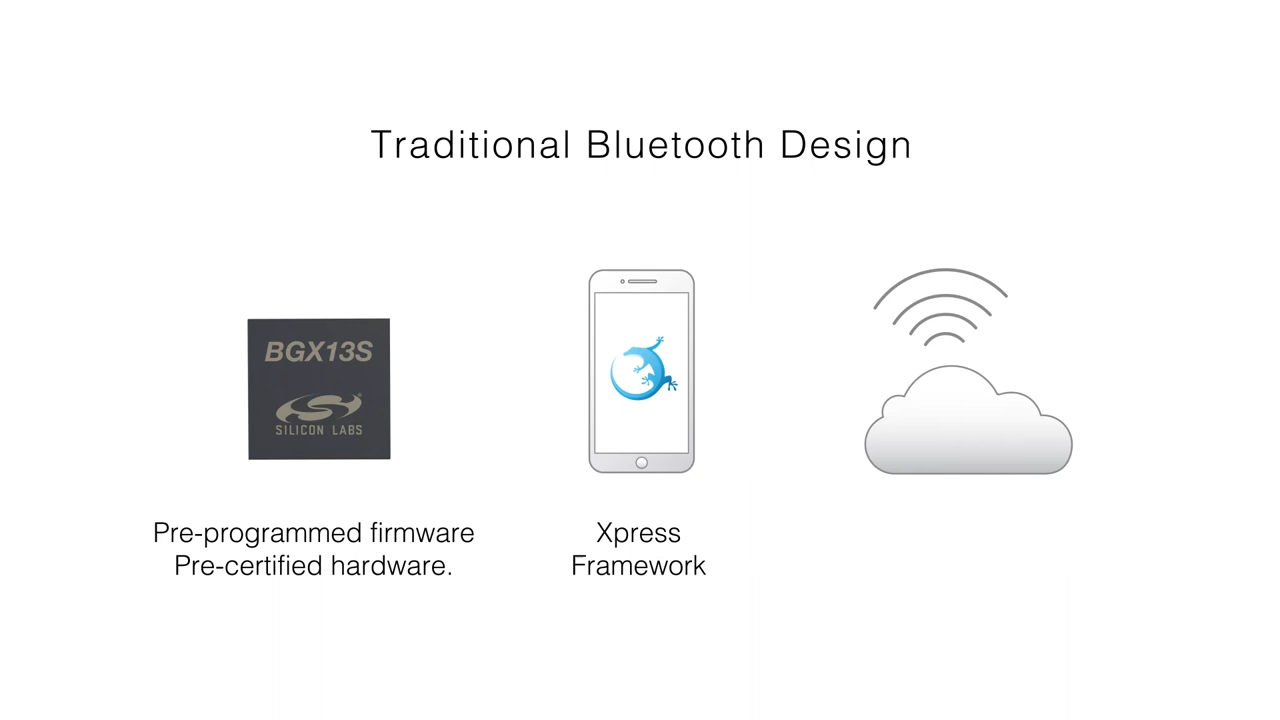 Traditional Bluetooth Design
BGX13S
SILICON LABS
Pre-programmed firmware
Pre-certified hardware.
Xpress
Framework